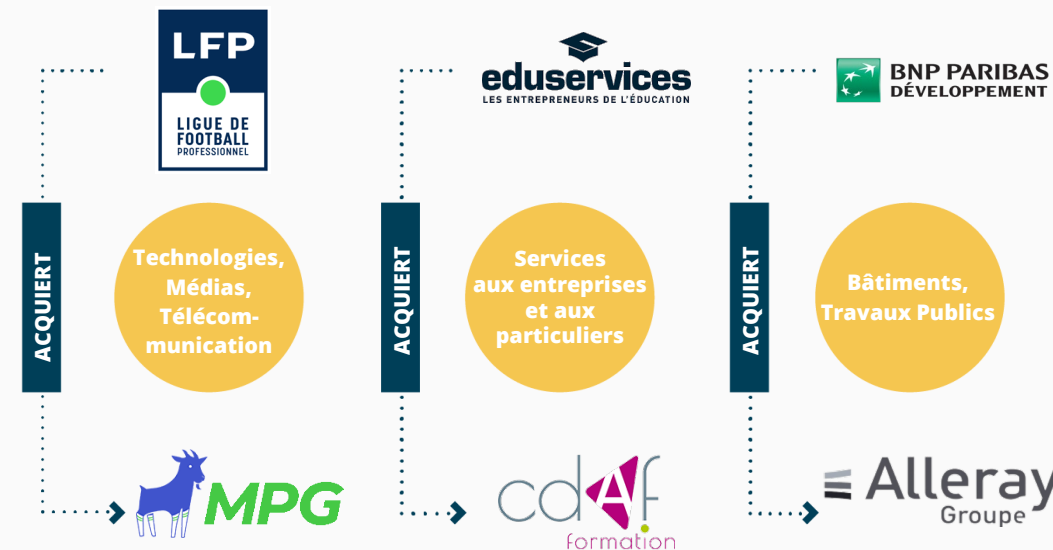 LFP
LIGUE DE
FOOTBALL
PROFESSIONNEL
ACQUIERT
Technologies,
Médias,
Télécom-
munication
MPG
eduservices
LES ENTREPRENEURS DE L'ÉDUCATION
ACQUIERT
Services
aux entreprises
et aux
particuliers
cdAf
formation
BNP PARIBAS
DÉVELOPPEMENT
ACQUIERT
Bâtiments,
Travaux Publics
Alleray
Groupe